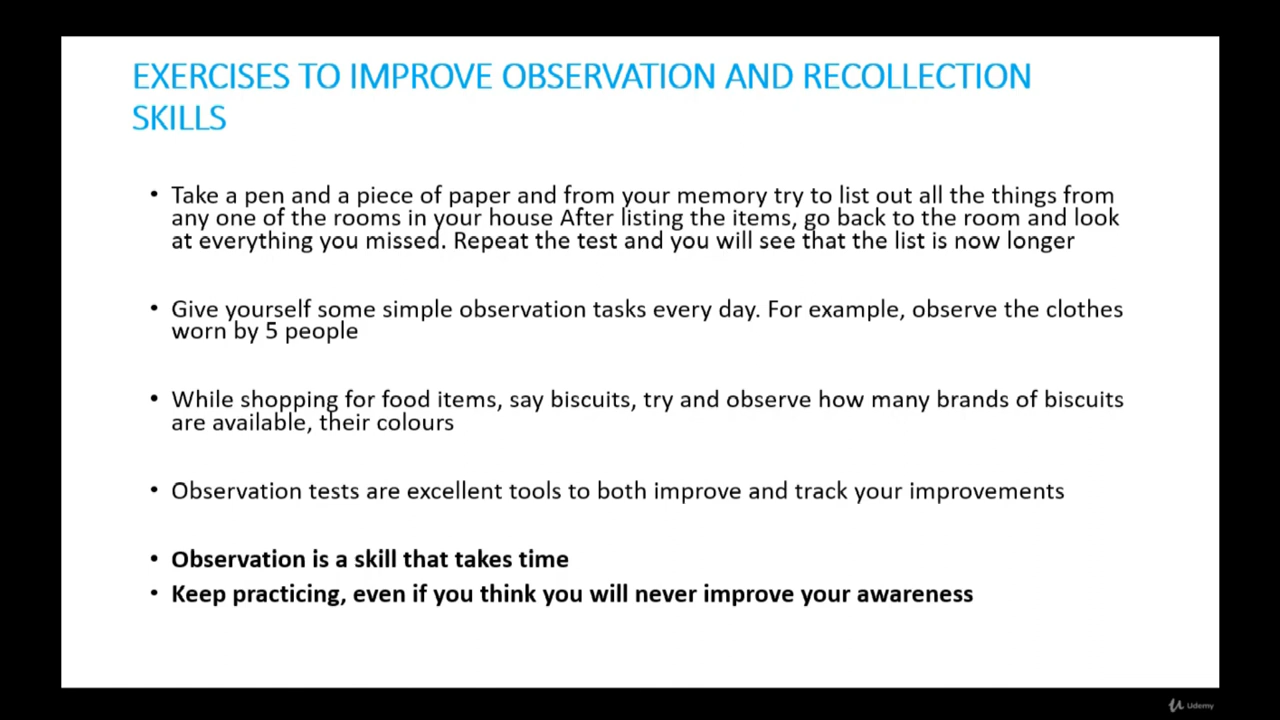 EXERCISES TO IMPROVE OBSERVATION AND RECOLLECTION
SKILLS
• Take a pen and a piece of paper and from your memory try to list out all the things from
any one of the rooms in your house After listing the items, go back to the room and look
at everything you missed. Repeat the test and you will see that the list is now longer
• Give yourself some simple observation tasks every day. For example, observe the clothes
worn by 5 people
• While shopping for food items, say biscuits, try and observe how many brands of biscuits
are available, their colours
• Observation tests are excellent tools to both improve and track your improvements
• Observation is a skill that takes time
• Keep practicing, even if you think you will never improve your awareness
Udemy